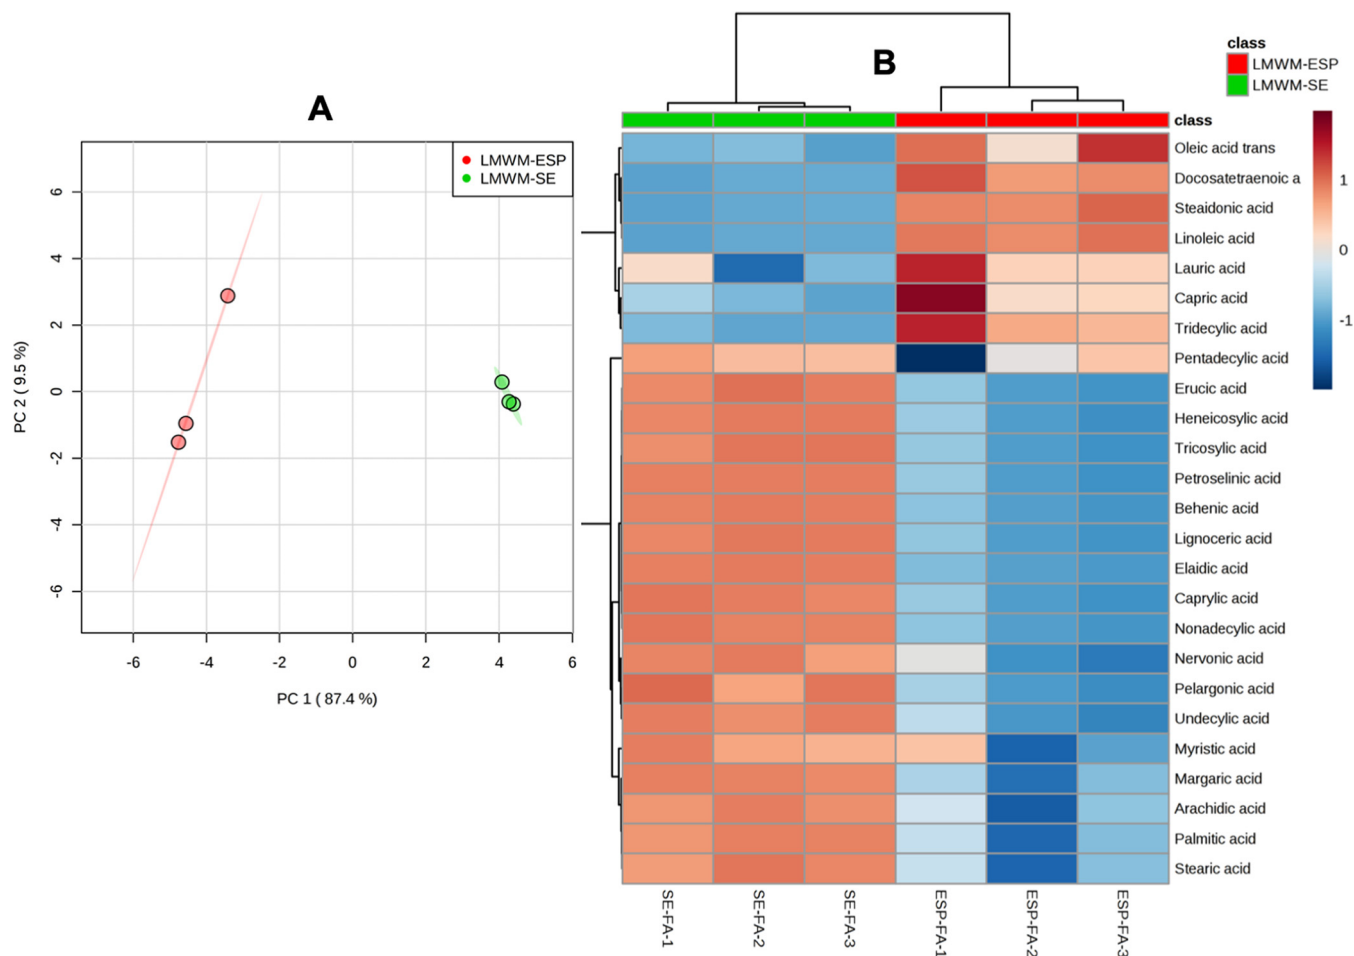 A
LMWM-ESP
LMWM-SE
6
4
2
0
-2
-4
-6
PC 2 ( 9.5 %)
-6
-4
-2
0
2
4
6
PC 1 ( 87.4 %)
B
class
LMWM-ESP
LMWM-SE
class
1
0
-1
Oleic acid trans
Docosatetraenoic a
Steaidonic acid
Linoleic acid
Lauric acid
Capric acid
Tridecylic acid
Pentadecylic acid
Erucic acid
Heneicosylic acid
Tricosylic acid
Petroselinic acid
Behenic acid
Lignoceric acid
Elaidic acid
Caprylic acid
Nonadecylic acid
Nervonic acid
Pelargonic acid
Undecylic acid
Myristic acid
Margaric acid
Arachidic acid
Palmitic acid
Stearic acid
SE-FA-1
SE-FA-2
SE-FA-3
ESP-FA-1
ESP-FA-2
ESP-FA-3